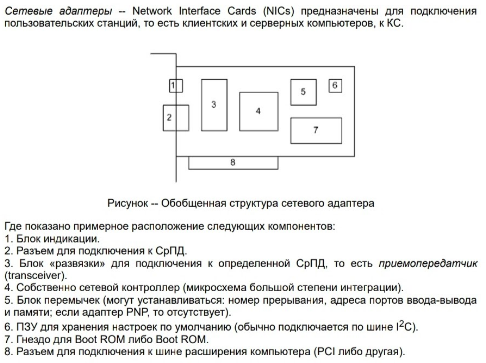 Сетевые адаптеры -- Network Interface Cards (NICs) предназначены для подключения
пользовательских станций, то есть клиентских и серверных компьютеров, к КС.
1
2
3
4
5
6
7
8
Рисунок -- Обобщенная структура сетевого адаптера
Где показано примерное расположение следующих компонентов:
1. Блок индикации.
2. Разъем для подключения к СрПД.
3. Блок «развязки» для подключения к определенной СрПД, то есть приемопередатчик
(transceiver).
4. Собственно сетевой контроллер (микросхема большой степени интеграции).
5. Блок перемычек (могут устанавливаться: номер прерывания, адреса портов ввода-вывода
и памяти; если адаптер PNP, то отсутствует).
6. ПЗУ для хранения настроек по умолчанию (обычно подключается по шине I²C).
7. Гнездо для Boot ROM либо Boot ROM.
8. Разъем для подключения к шине расширения компьютера (PCI либо другая).